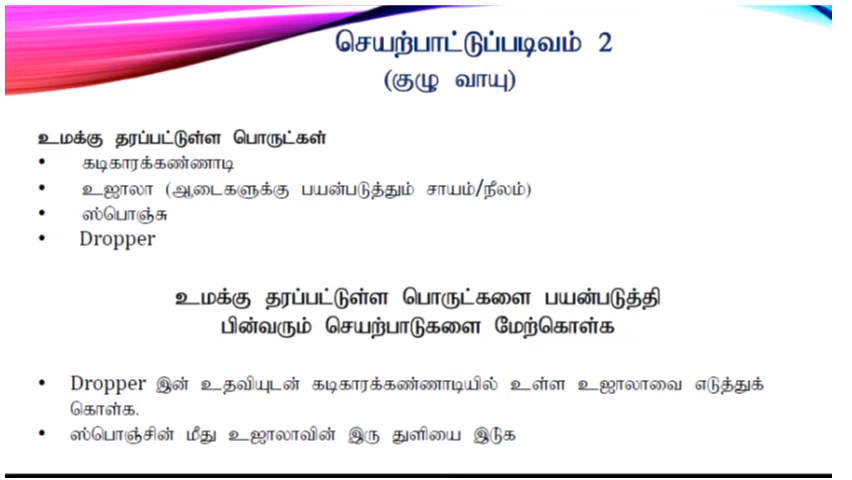 செயற்பாட்டுப்படிவம் 2
(குழு வாயு)
உமக்கு தரப்பட்டுள்ள பொருட்கள்
• கடிகாரக்கண்ணாடி
• உஜாலா (ஆடைகளுக்கு பயன்படுத்தும் சாயம்/நீலம்)
• ஸ்பொஞ்சு
• Dropper
உமக்கு தரப்பட்டுள்ள பொருட்களை பயன்படுத்தி
பின்வரும் செயற்பாடுகளை மேற்கொள்க
• Dropper இன் உதவியுடன் கடிகாரக்கண்ணாடியில் உள்ள உஜாலாவை எடுத்துக்
கொள்க.
• ஸ்பொஞ்சின் மீது உஜாலாவின் இரு துளியை இடுக